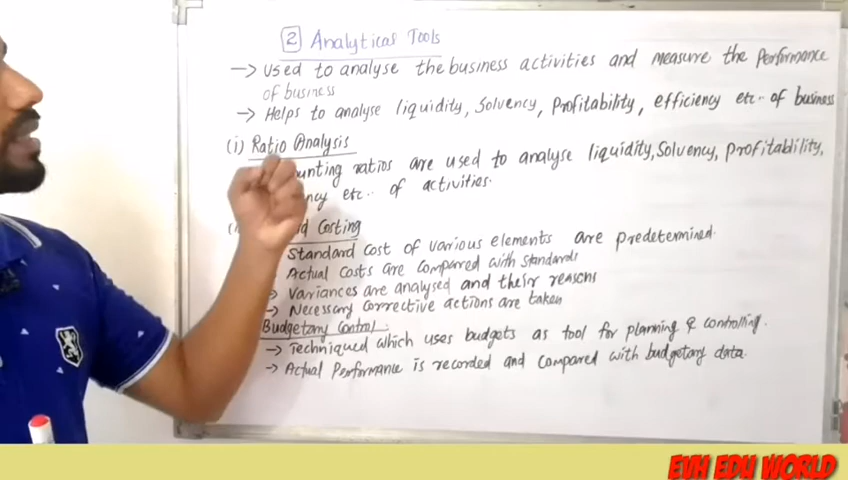 2 Analytical Tools
-> Used to analyse the business activities and measure the Performance
of business
-> Helps to analyse liquidity, Solvency, Profitability, efficiency etc.. of business
(i) Ratio Analysis
unting ratios are used to analyse liquidity, Solvency, profitability,
ncy etc.. of activities.
d Costing
Standard cost of various elements are predetermined.
Actual costs are compared with standards
-> Variances are analysed and their reasons
-> Necessary corrective actions are taken
Budgetary Control.
-> Techniqued which uses budgets as tool for planning & controlling.
-> Actual Performance is recorded and compared with budgetary data.
EVH EDU WORLD